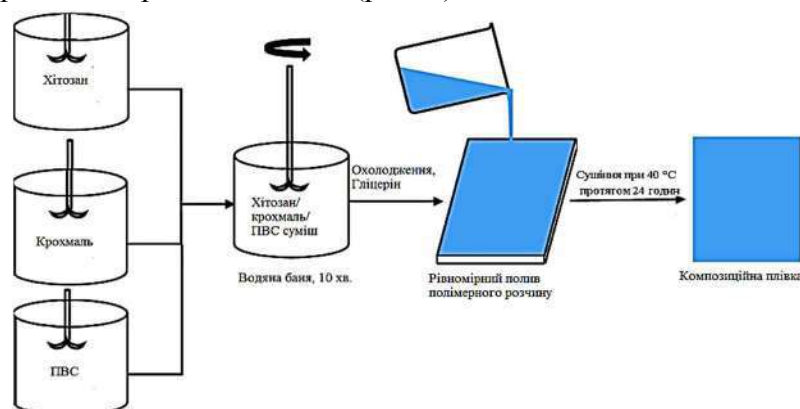 Хітозан
Крохмаль
ПВС
Хітозан/
крохмаль/
ПВС суміш
Водяна баня, 10 хв.
Охолодження,
Гліцерін
Рівномірний полив
полімерного розчину
Сушіння при 40 °C
протягом 24 годин
Композиційна плівка